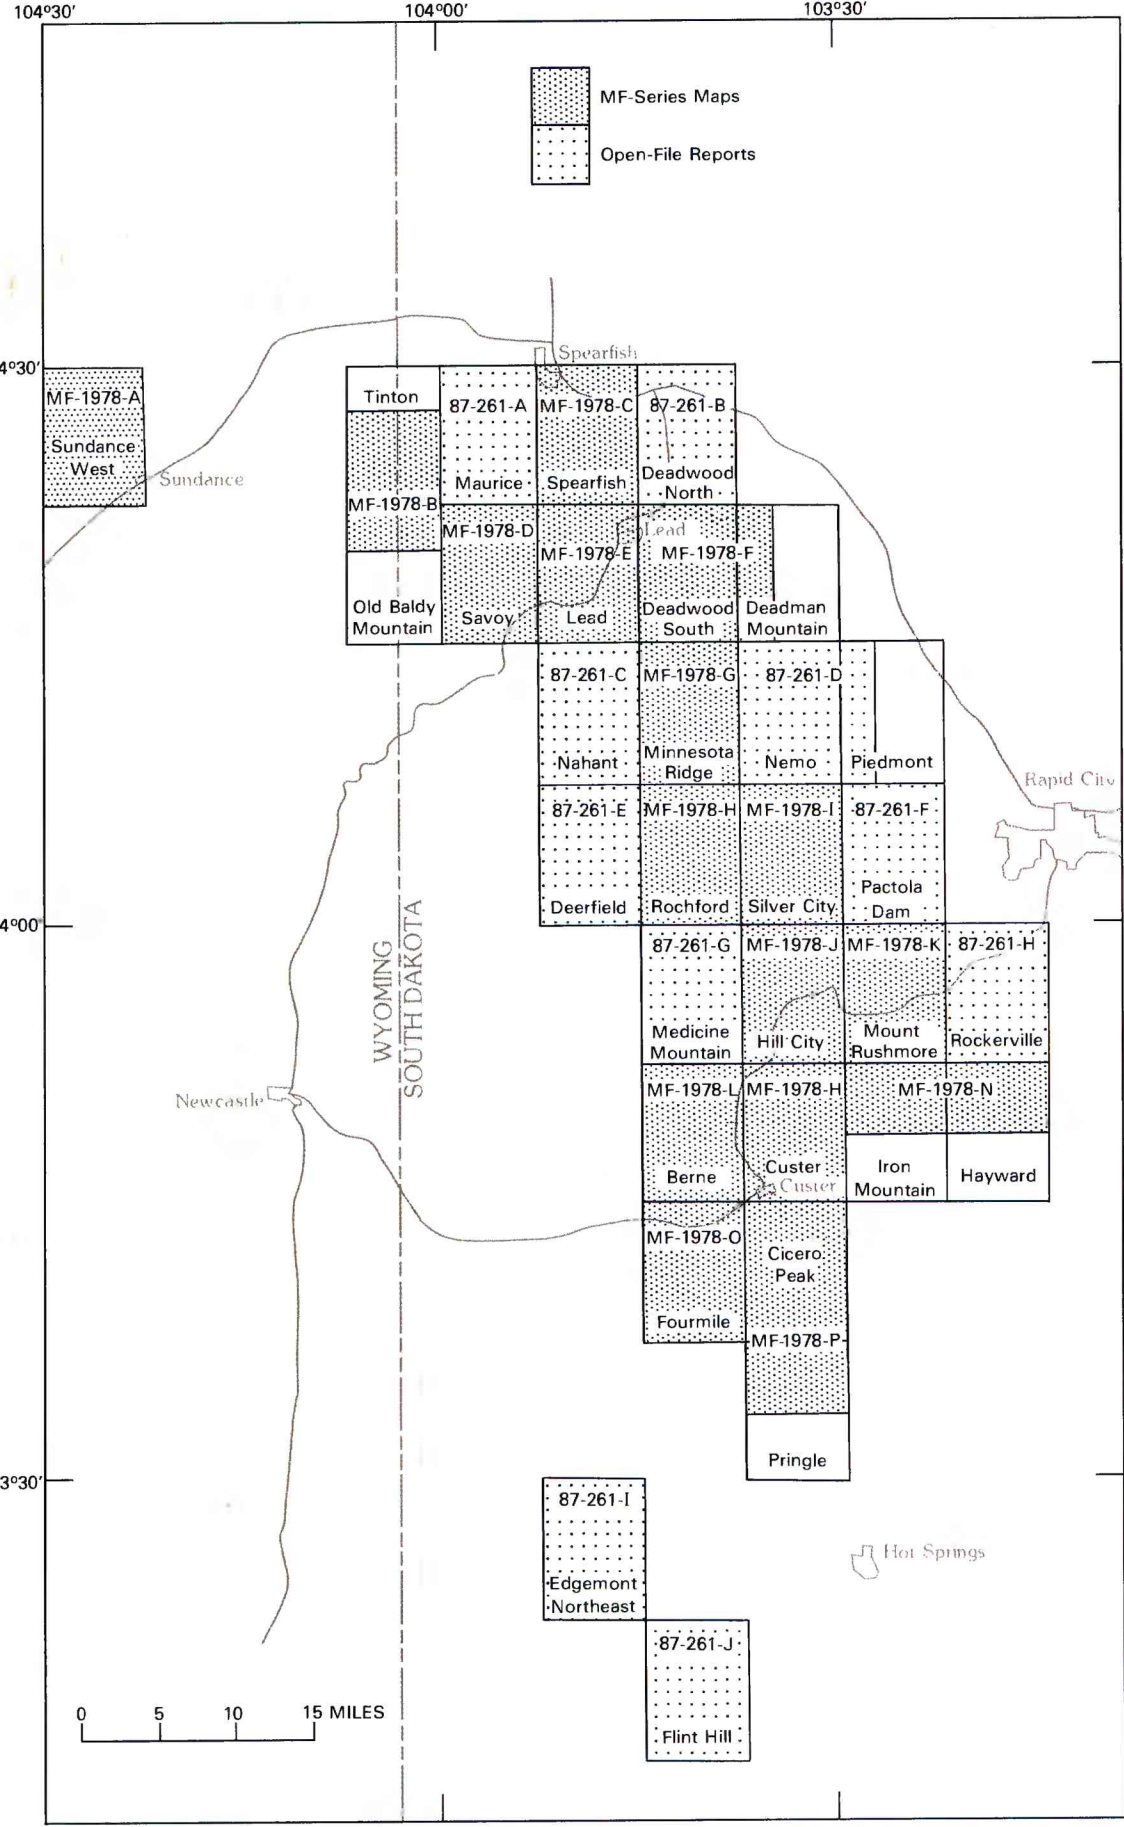 104°30′
104°00′
103°30′
MF-Series Maps
Open-File Reports
4°30′
Spearfish
MF-1978-A
Sundance
West
Sundance
Tinton
MF-1978-B
Old Baldy
Mountain
87-261-A
Maurice
MF-1978-C
Spearfish
87-261-B
Deadwood
North
MF-1978-D
Savoy
MF-1978-E
Lead
Lead
MF-1978-F
Deadwood
South
Deadman
Mountain
87-261-C
Nahant
MF-1978-G
Minnesota
Ridge
87-261-D
Nemo
Piedmont
Rapid City
87-261-E
Deerfield
MF-1978-H
Rochford
MF-1978-I
Silver City
87-261-F
Pactola
Dam
4°00′
WYOMING
SOUTH DAKOTA
87-261-G
Medicine
Mountain
MF-1978-J
Hill City
MF-1978-K
Mount
Rushmore
87-261-H
Rockerville
Newcastle
MF-1978-L
Berne
MF-1978-H
Custer
Custer
MF-1978-N
Iron
Mountain
Hayward
MF-1978-O
Fourmile
Cicero
Peak
MF-1978-P
Pringle
3°30′
87-261-I
Edgemont
Northeast
Hot Springs
87-261-J
Flint Hill
0 5 10 15 MILES